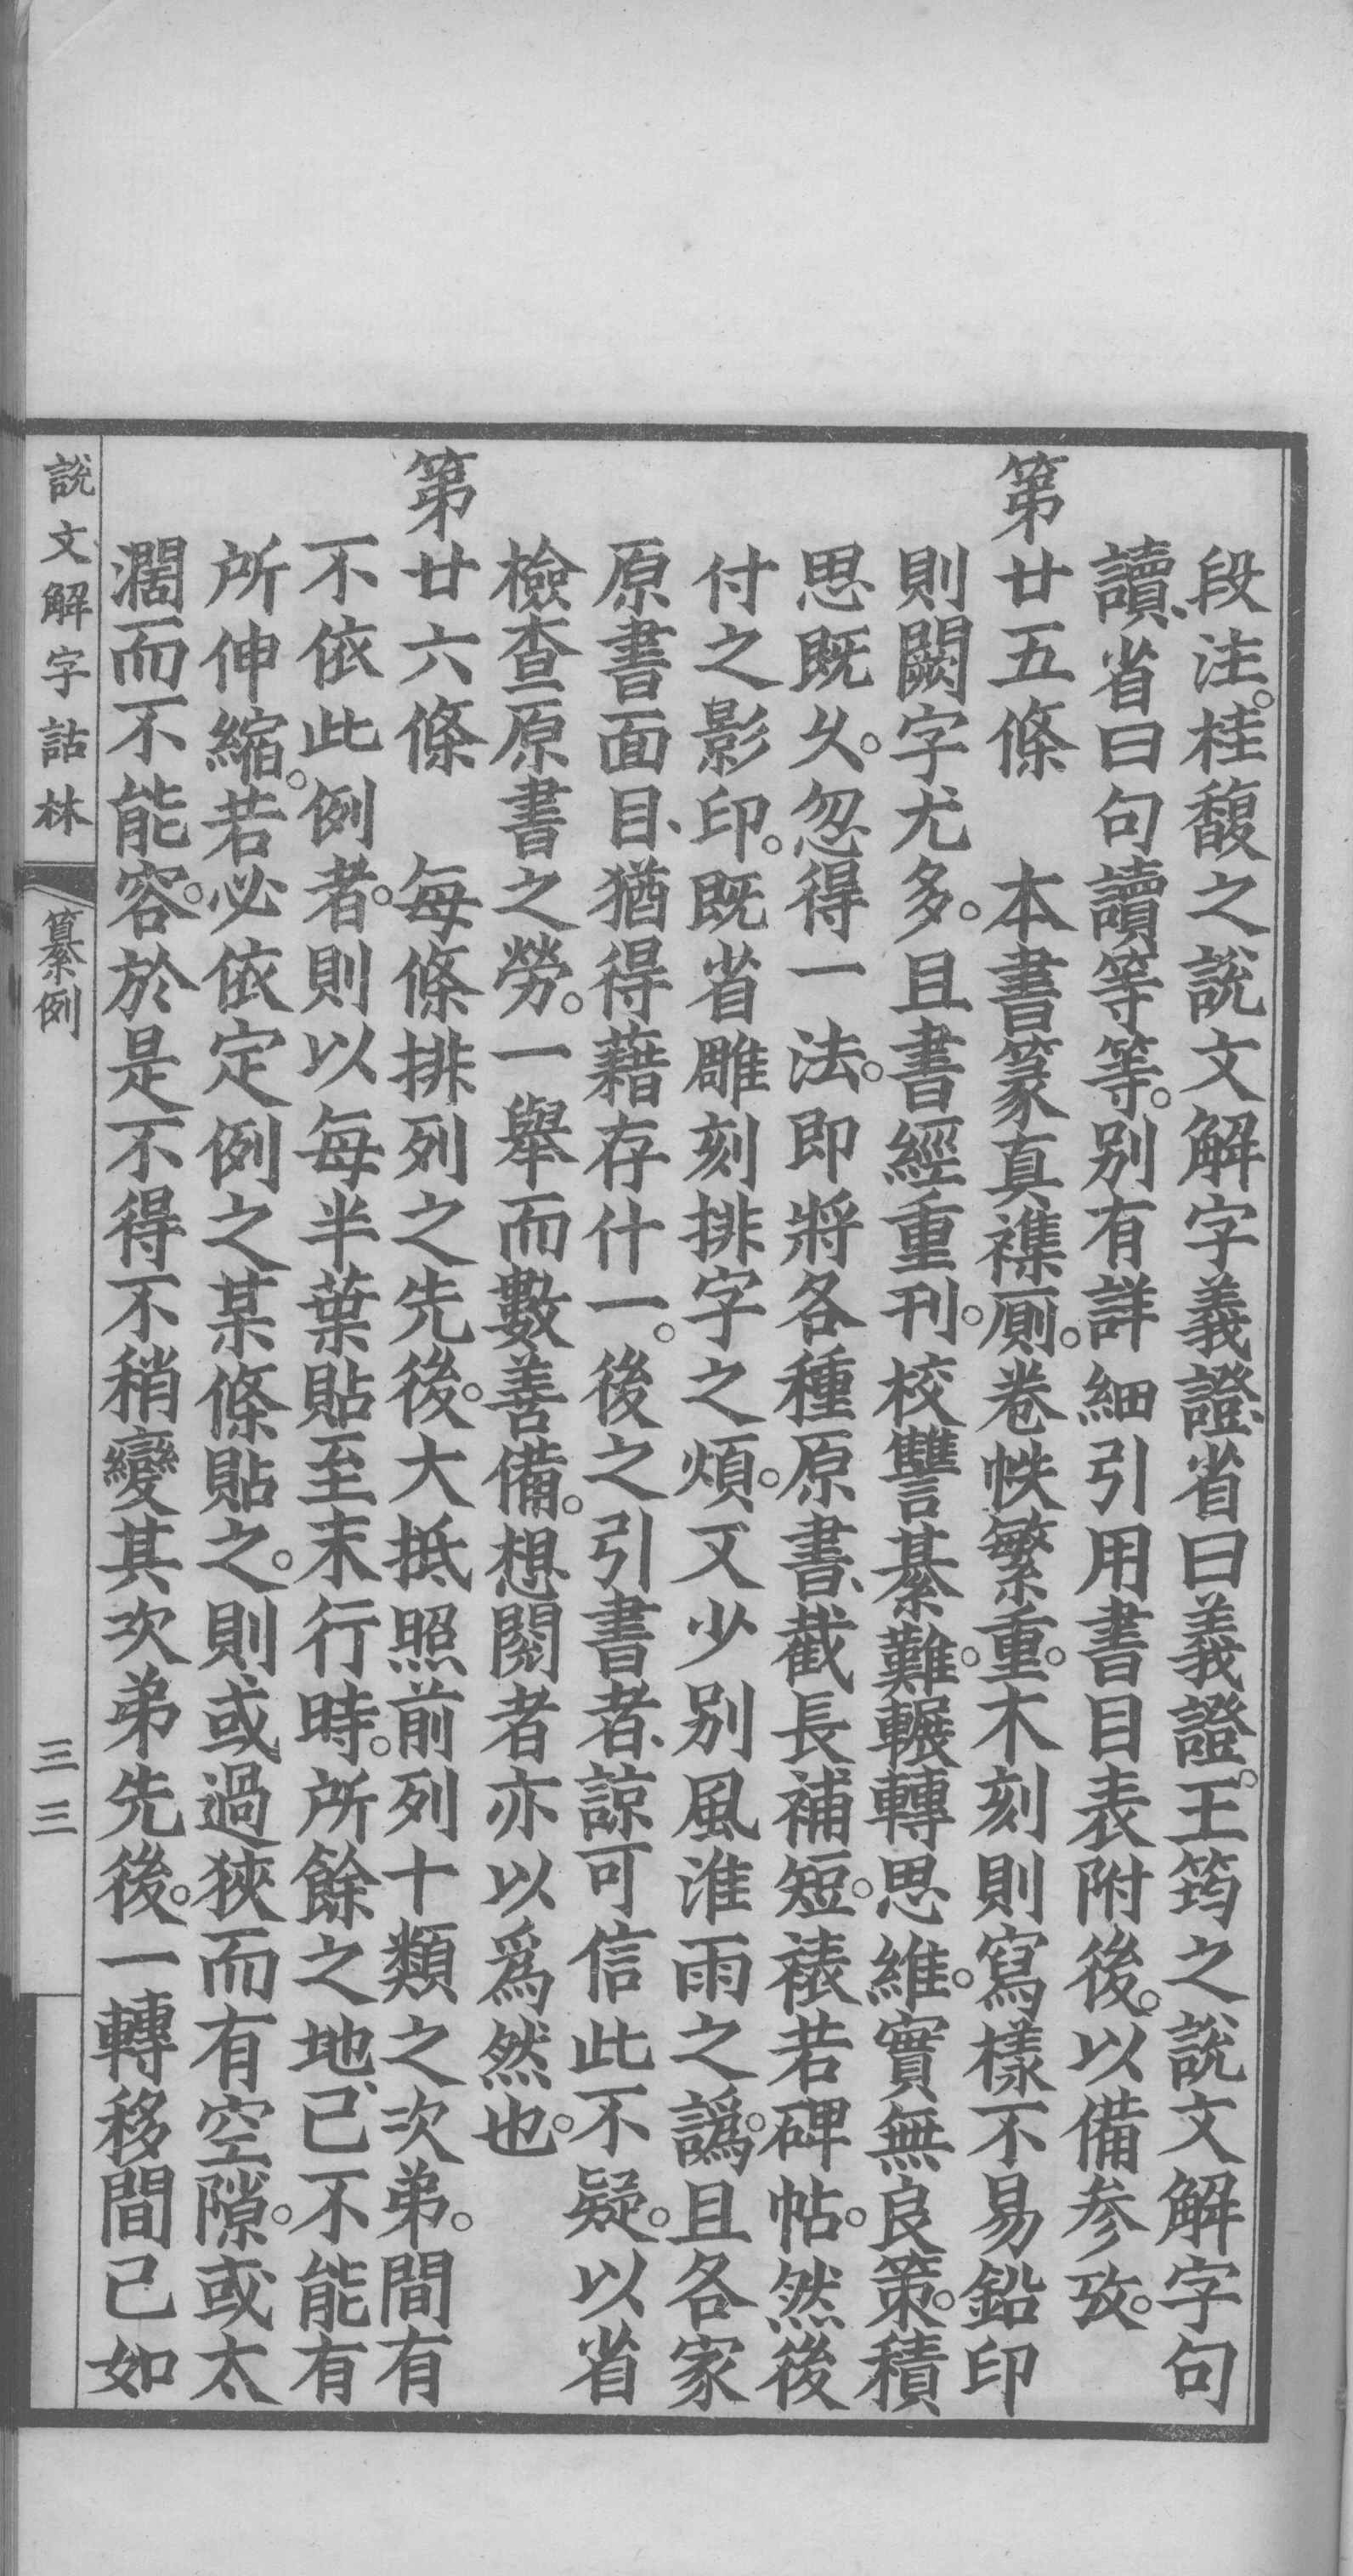 段注。桂馥之說文解字義證、省曰義證。王筠之說文解字句
讀、省曰句讀等等。别有詳細引用書目表附後。以備參攷。
第廿五條　本書篆真襍厠。卷帙繁重。木刻則寫樣不易鉛印
則闕字尤多。且書經重刊。校讐綦難。輾轉思維。實無良策。積
思既久。忽得一法。即將各種原書、截長補短。裱若碑帖。然後
付之影印。既省雕刻排字之煩。又少别風淮雨之譌。且各家
原書面目、猶得藉存什一。後之引書者、諒可信此不疑。以省
檢查原書之勞。一舉而數善備。想閱者亦以爲然也。
第廿六條　每條排列之先後。大抵照前列十類之次弟。間有
不依此例者。則以每半葉貼至末行時。所餘之地、已不能有
所伸縮。若必依定例之某條貼之。則或過狹而有空隙。或太
濶而不能容。於是不得不稍變其次弟先後。一轉移間已如
說文解字詁林
纂例
三三